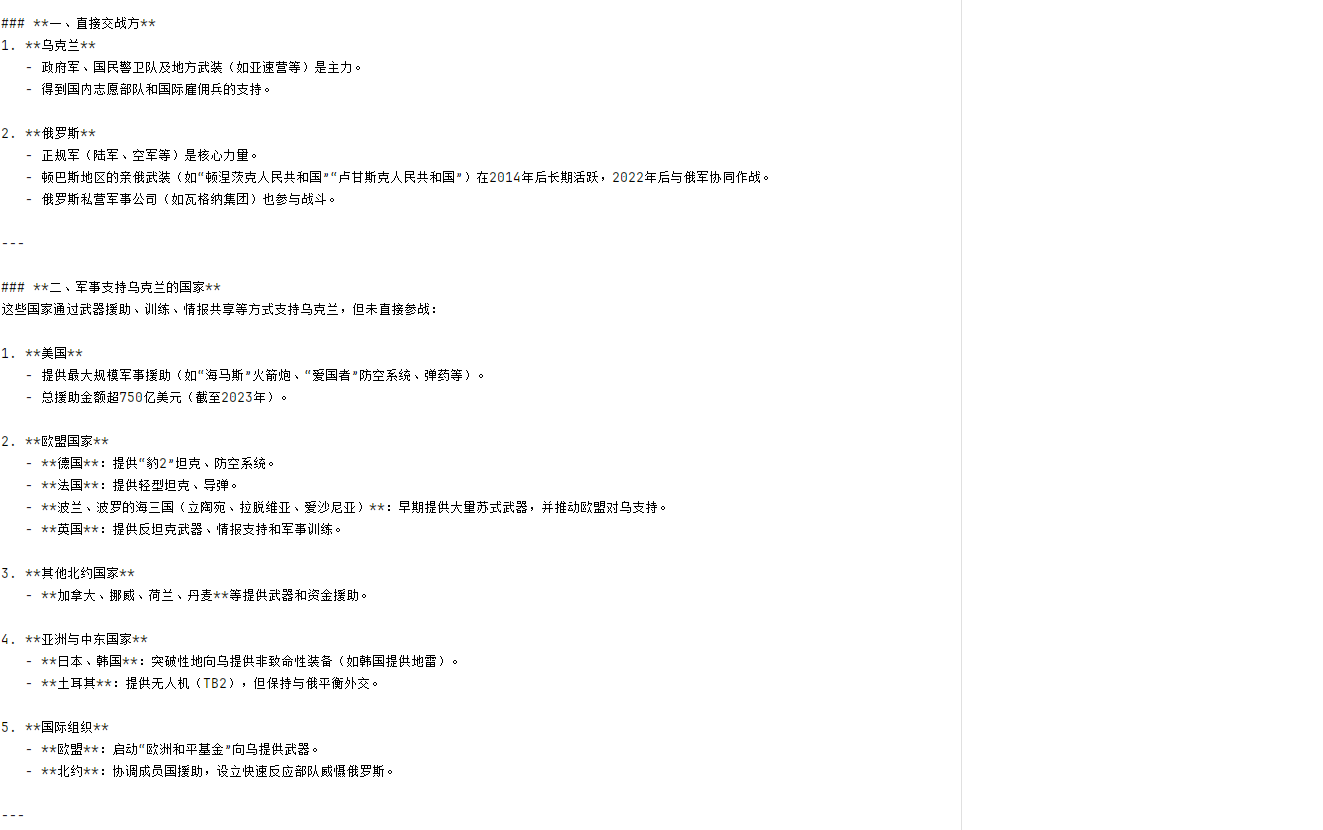 ### **一、直接交战方**
1. **乌克兰**
- 政府军、国民警卫队及地方武装（如亚速营等）是主力。
- 得到国内志愿部队和国际雇佣兵的支持。
2. **俄罗斯**
- 正规军（陆军、空军等）是核心力量。
- 顿巴斯地区的亲俄武装（如“顿涅茨克人民共和国”“卢甘斯克人民共和国”）在2014年后长期活跃，2022年后与俄军协同作战。
- 俄罗斯私营军事公司（如瓦格纳集团）也参与战斗。
---
### **二、军事支持乌克兰的国家**
这些国家通过武器援助、训练、情报共享等方式支持乌克兰，但未直接参战：
1. **美国**
- 提供最大规模军事援助（如“海马斯”火箭炮、“爱国者”防空系统、弹药等）。
- 总援助金额超750亿美元（截至2023年）。
2. **欧盟国家**
- **德国**：提供“豹2”坦克、防空系统。
- **法国**：提供轻型坦克、导弹。
- **波兰、波罗的海三国（立陶宛、拉脱维亚、爱沙尼亚）**：早期提供大量苏式武器，并推动欧盟对乌支持。
- **英国**：提供反坦克武器、情报支持和军事训练。
3. **其他北约国家**
- **加拿大、挪威、荷兰、丹麦**等提供武器和资金援助。
4. **亚洲与中东国家**
- **日本、韩国**：突破性地向乌提供非致命性装备（如韩国提供地雷）。
- **土耳其**：提供无人机（TB2），但保持与俄平衡外交。
5. **国际组织**
- **欧盟**：启动“欧洲和平基金”向乌提供武器。
- **北约**：协调成员国援助，设立快速反应部队威慑俄罗斯。
---